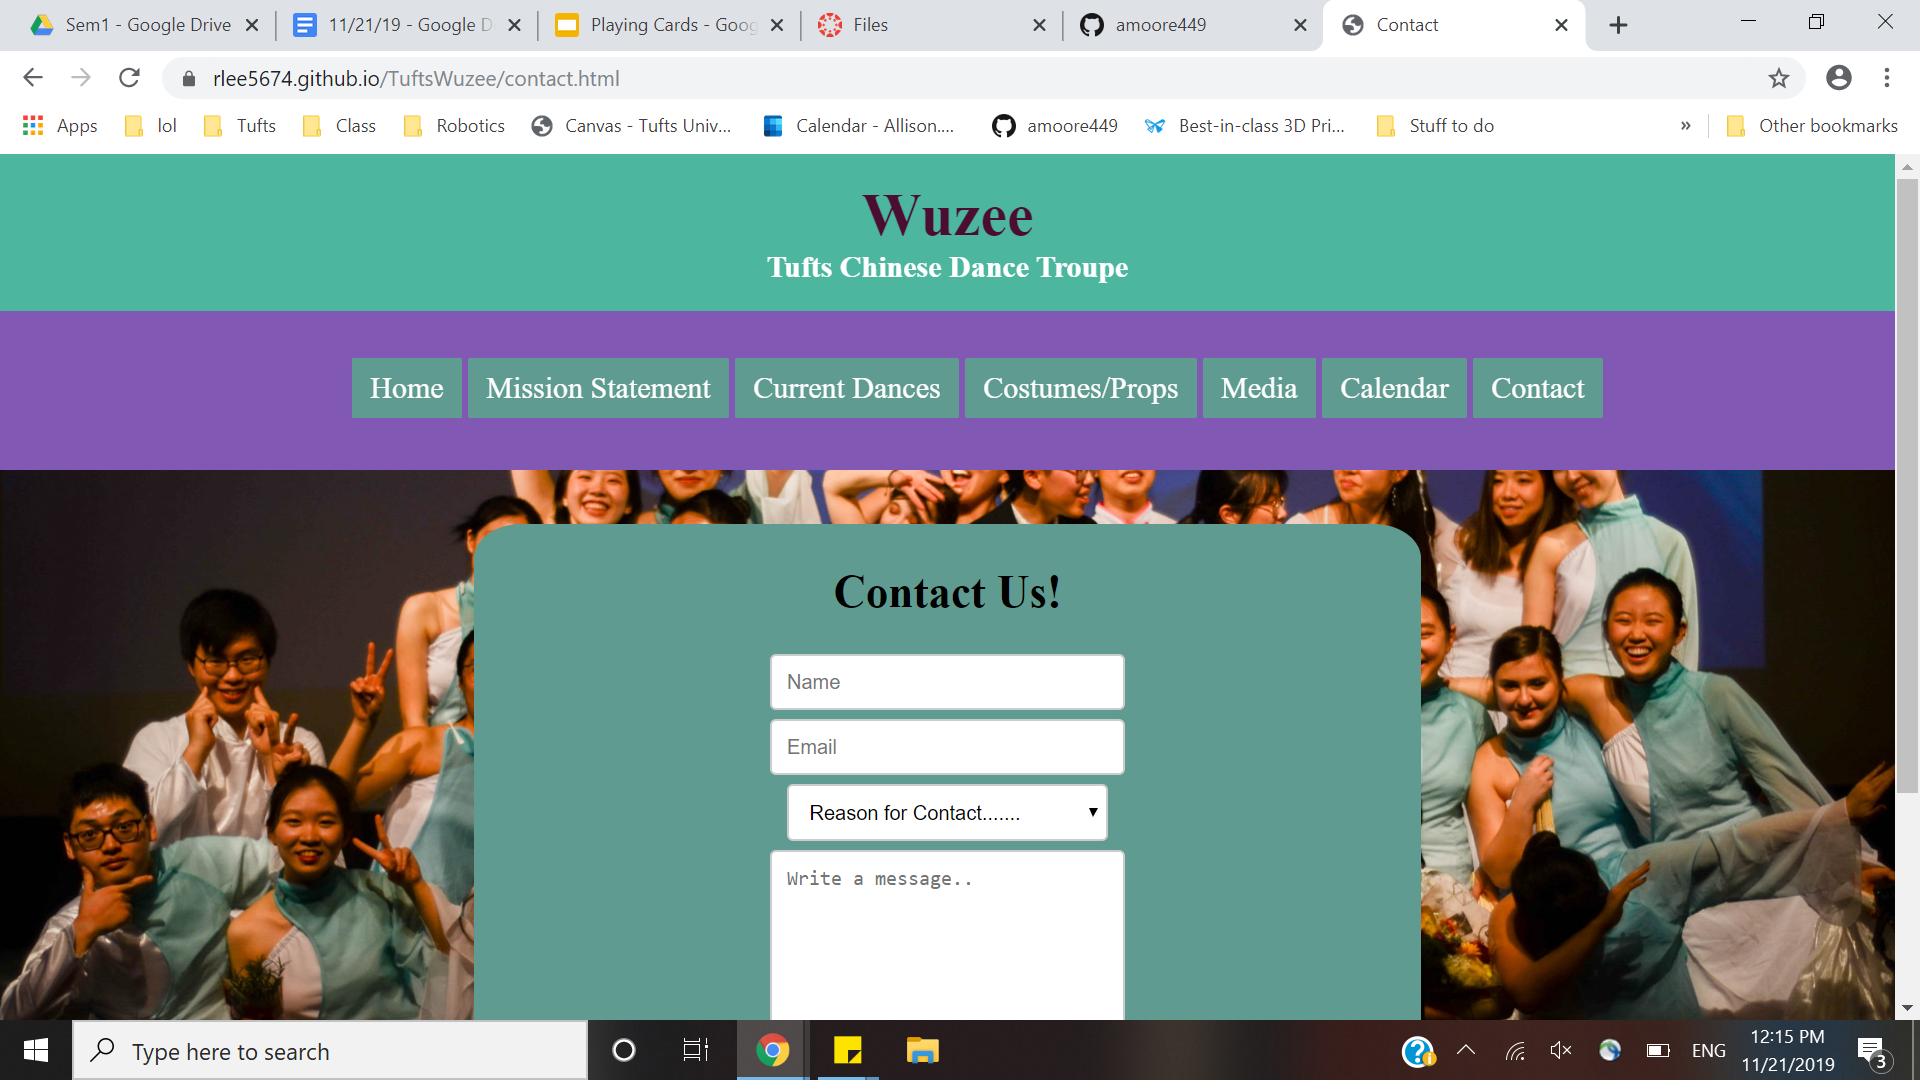 Sem1 - Google Drive
11/21/19 - Google D
Playing Cards - Goog
Files
amoore449
Contact
rlee5674.github.io/TuftsWuzee/contact.html
Apps
lol
Tufts
Class
Robotics
Canvas - Tufts Univ...
Calendar - Allison....
amoore449
Best-in-class 3D Pri...
Stuff to do
»
Other bookmarks
Wuzee
Tufts Chinese Dance Troupe
Home
Mission Statement
Current Dances
Costumes/Props
Media
Calendar
Contact
Contact Us!
Name
Email
Reason for Contact.......
Write a message..
Type here to search
ENG
12:15 PM
11/21/2019
3